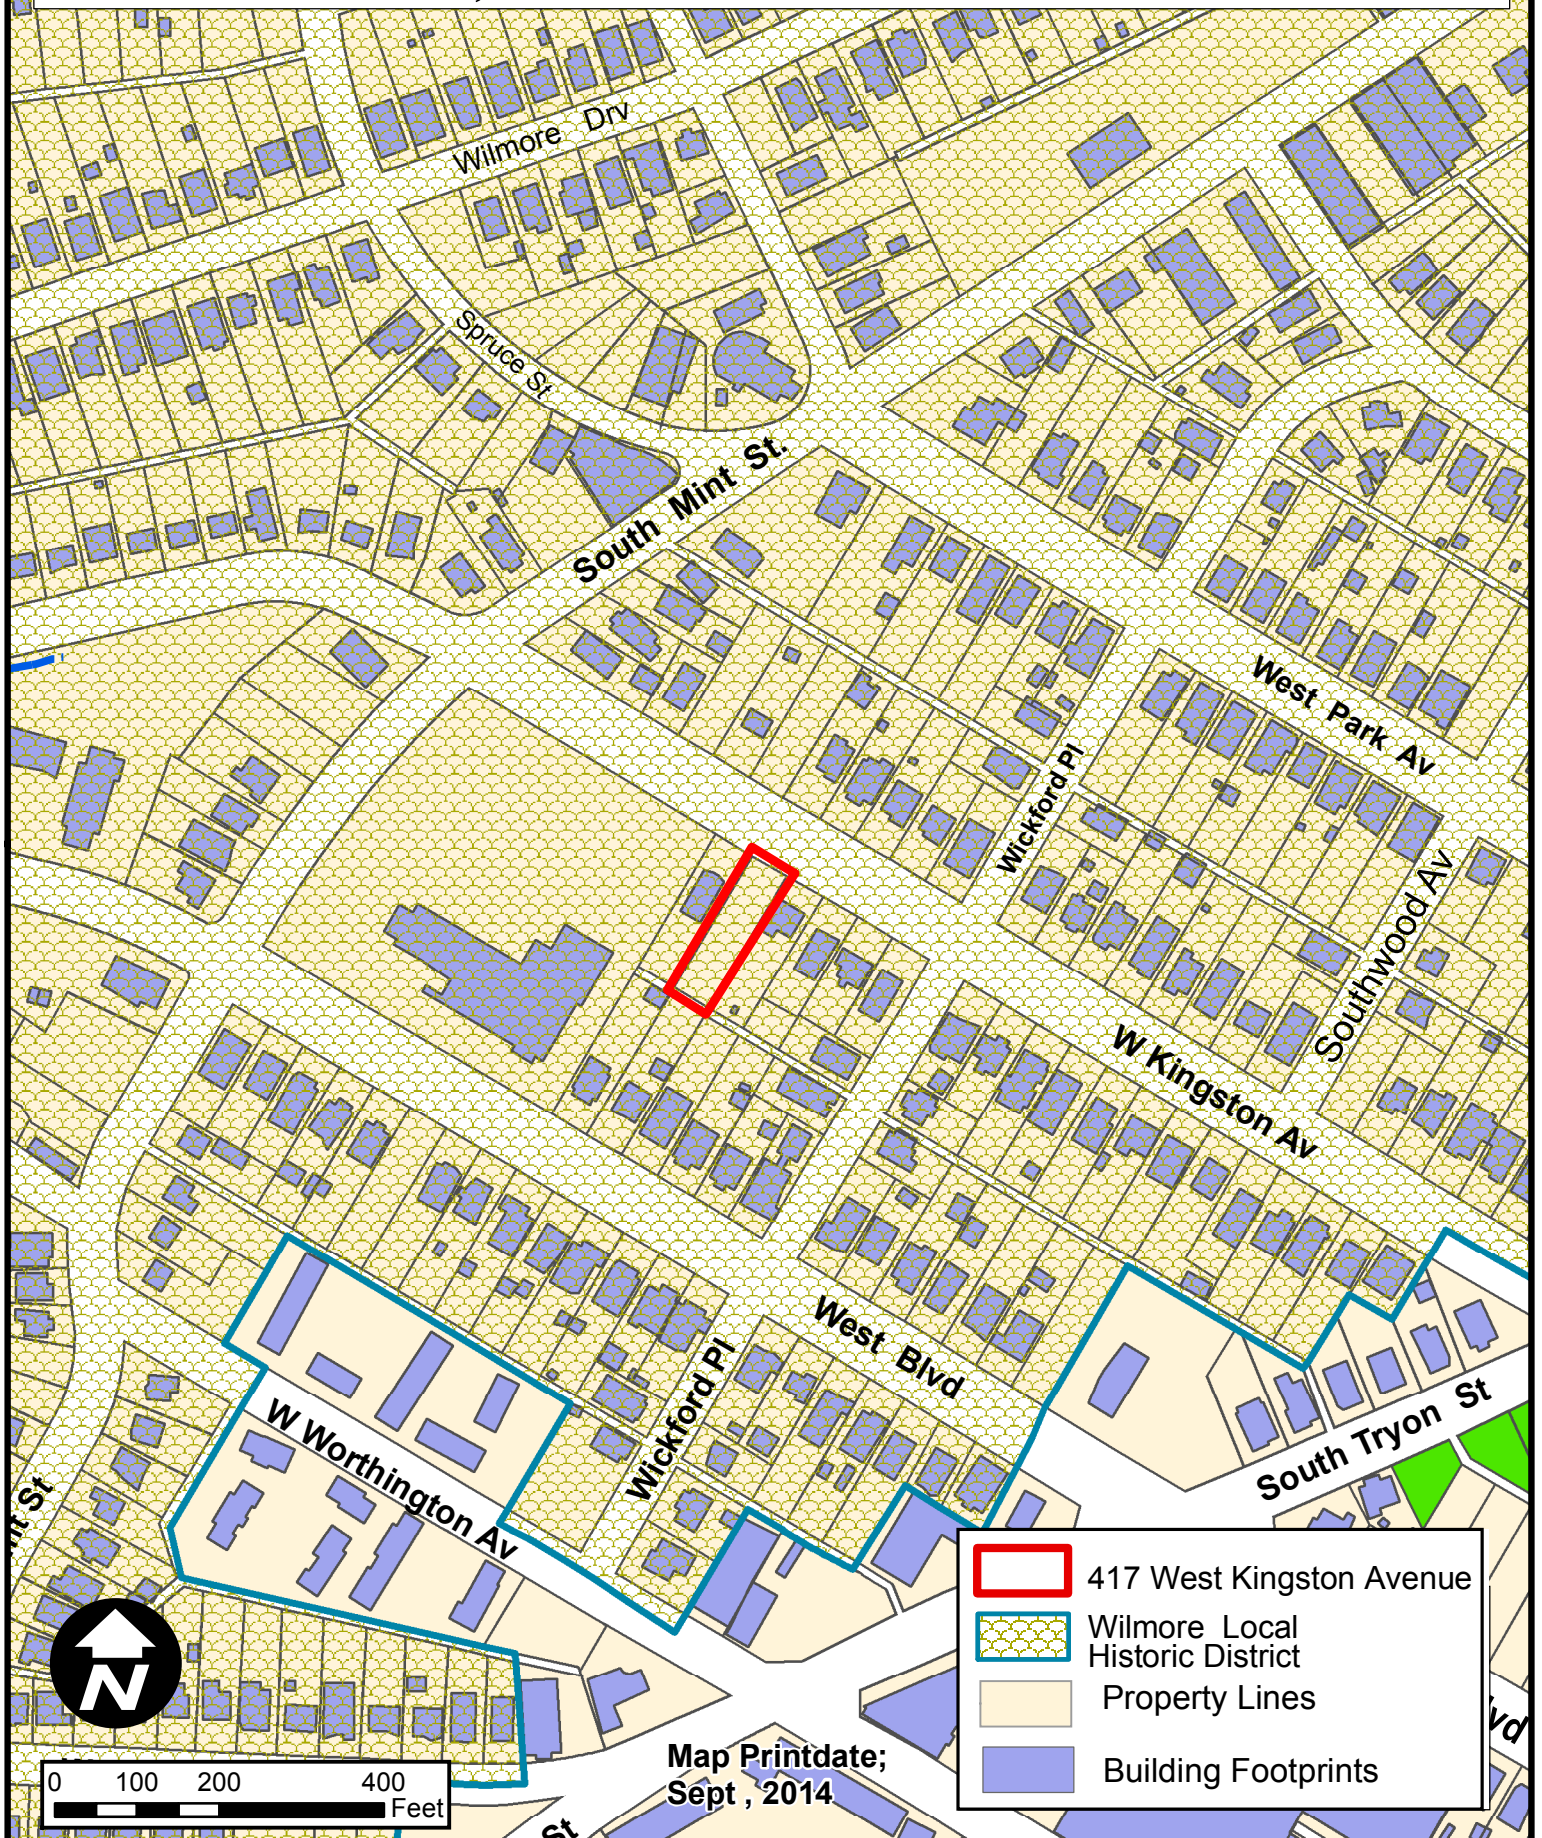 Wilmore Drv
Spruce St
South Mint St.
West Park Av
Wickford Pl
Southwood Av
W Kingston Av
West Blvd
Wickford Pl
W Worthington Av
South Tryon St
St
417 West Kingston Avenue
Wilmore Local
Historic District
Property Lines
Building Footprints
N
0 100 200 400
Feet
Map Printdate;
Sept , 2014
St